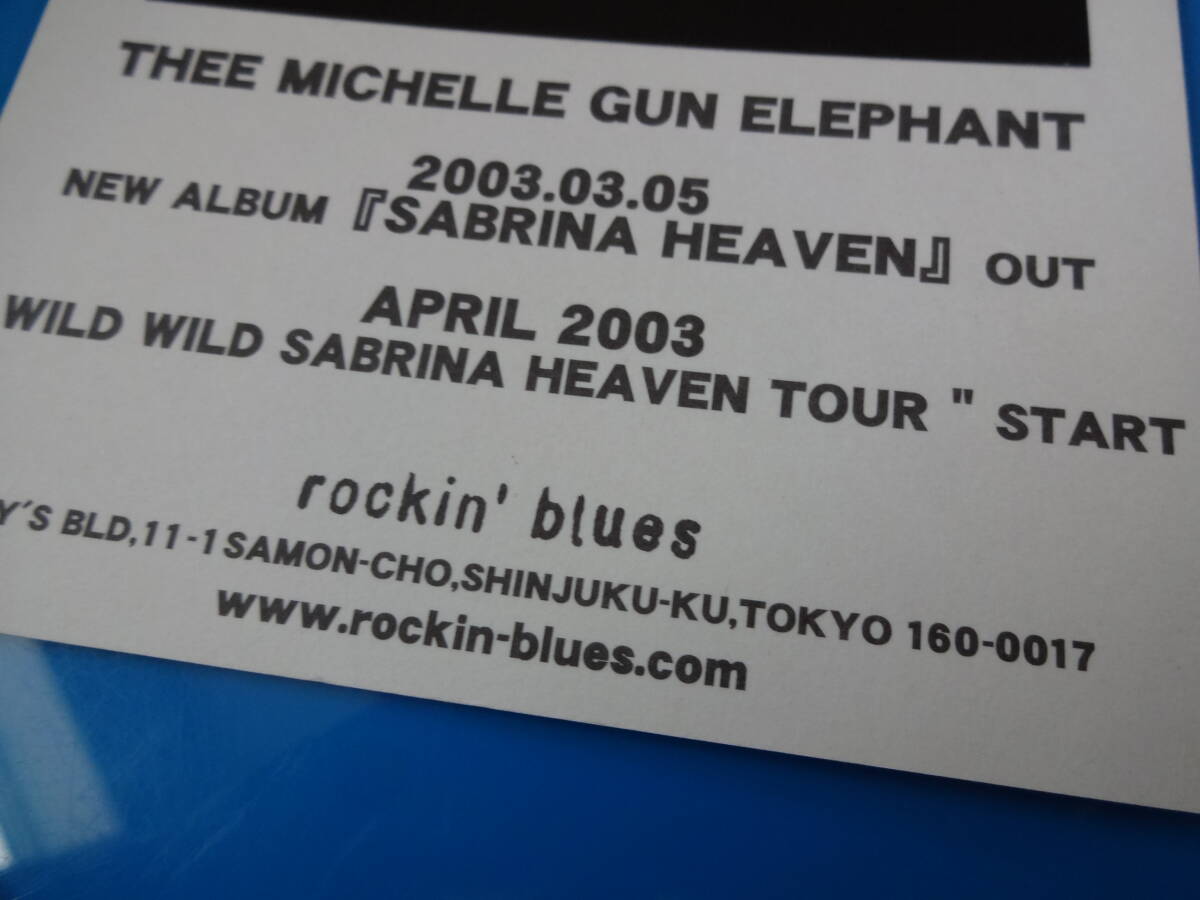 THEE MICHELLE GUN ELEPHANT
2003.03.05
NEW ALBUM『SABRINA HEAVEN』OUT
APRIL 2003
WILD WILD SABRINA HEAVEN TOUR " START
rockin' blues
Y'S BLD,11-1 SAMON-CHO,SHINJUKU-KU,TOKYO 160-0017
www.rockin-blues.com